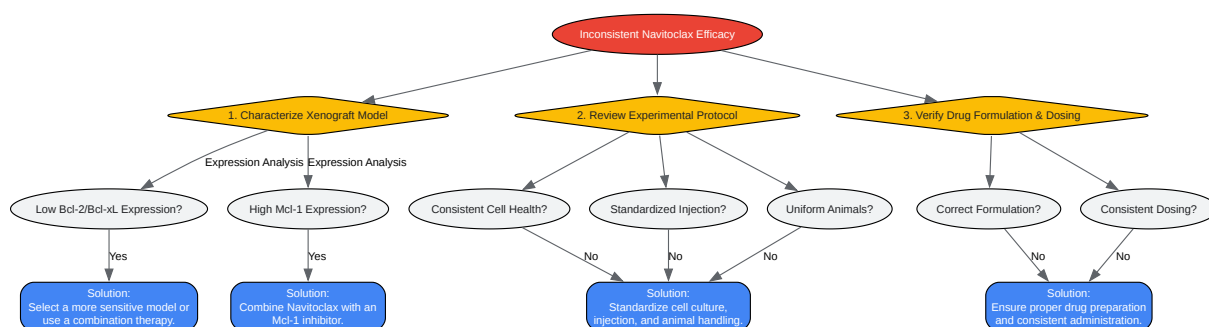 Inconsistent Navitoclax Efficacy
1. Characterize Xenograft Model
2. Review Experimental Protocol
3. Verify Drug Formulation & Dosing
Expression Analysis
Expression Analysis
Low Bcl-2/Bcl-xL Expression?
High Mcl-1 Expression?
Consistent Cell Health?
Standardized Injection?
Uniform Animals?
Correct Formulation?
Consistent Dosing?
Yes
Yes
No
No
No
No
No
Solution:
Select a more sensitive model or
use a combination therapy.
Solution:
Combine Navitoclax with an
Mcl-1 inhibitor.
Solution:
Standardize cell culture,
injection, and animal handling.
Solution:
Ensure proper drug preparation
and consistent administration.